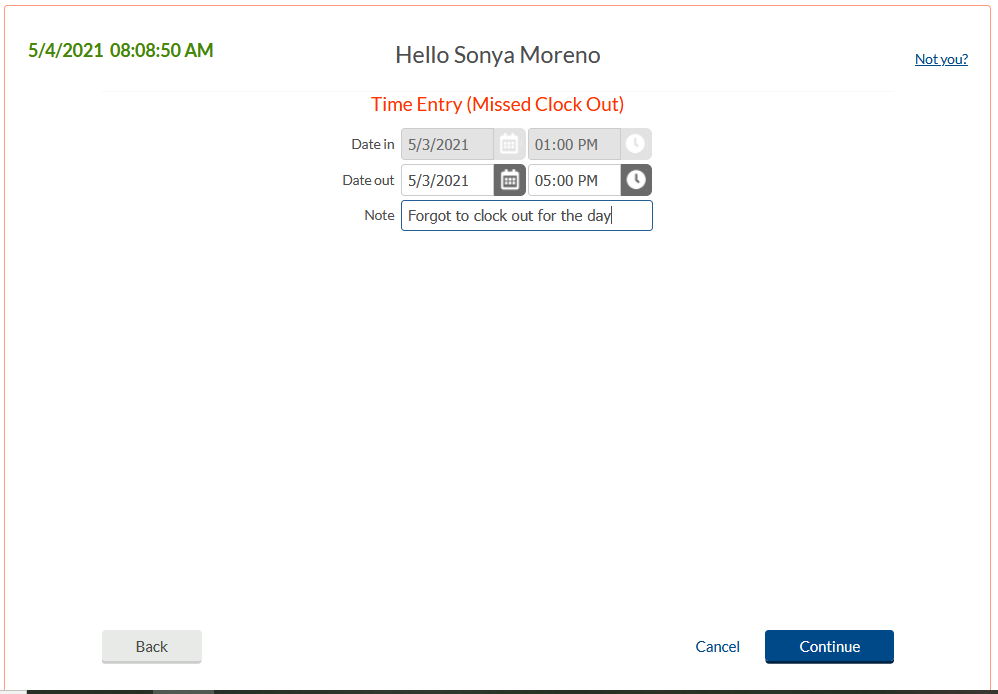 5/4/2021 08:08:50 AM
Hello Sonya Moreno
Not you?
Time Entry (Missed Clock Out)
Date in 5/3/2021 01:00 PM
Date out 5/3/2021 05:00 PM
Note Forgot to clock out for the day
Back Cancel Continue